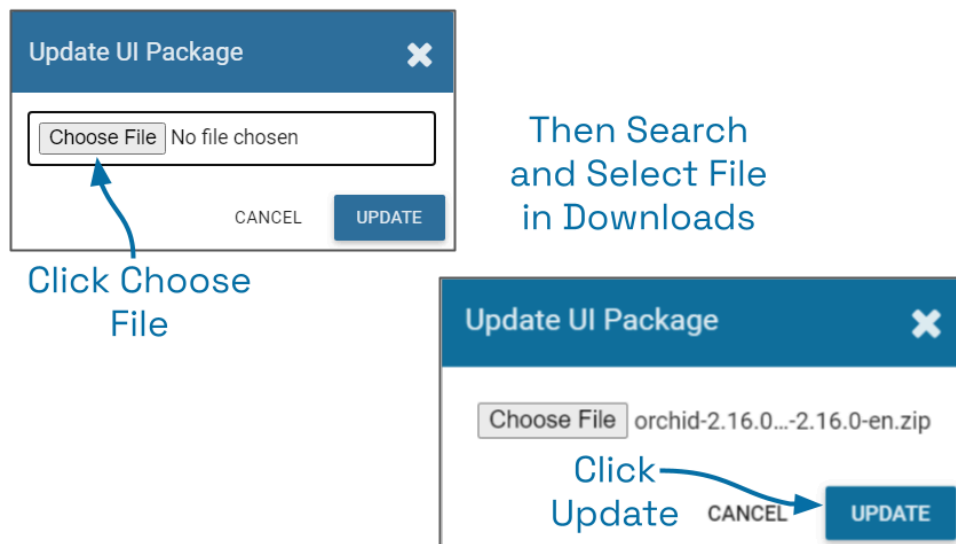 Update UI Package
Choose File No file chosen
CANCEL UPDATE
Click Choose
File
Then Search
and Select File
in Downloads
Update UI Package
Choose File orchid-2.16.0...-2.16.0-en.zip
Click
Update
CANCEL UPDATE